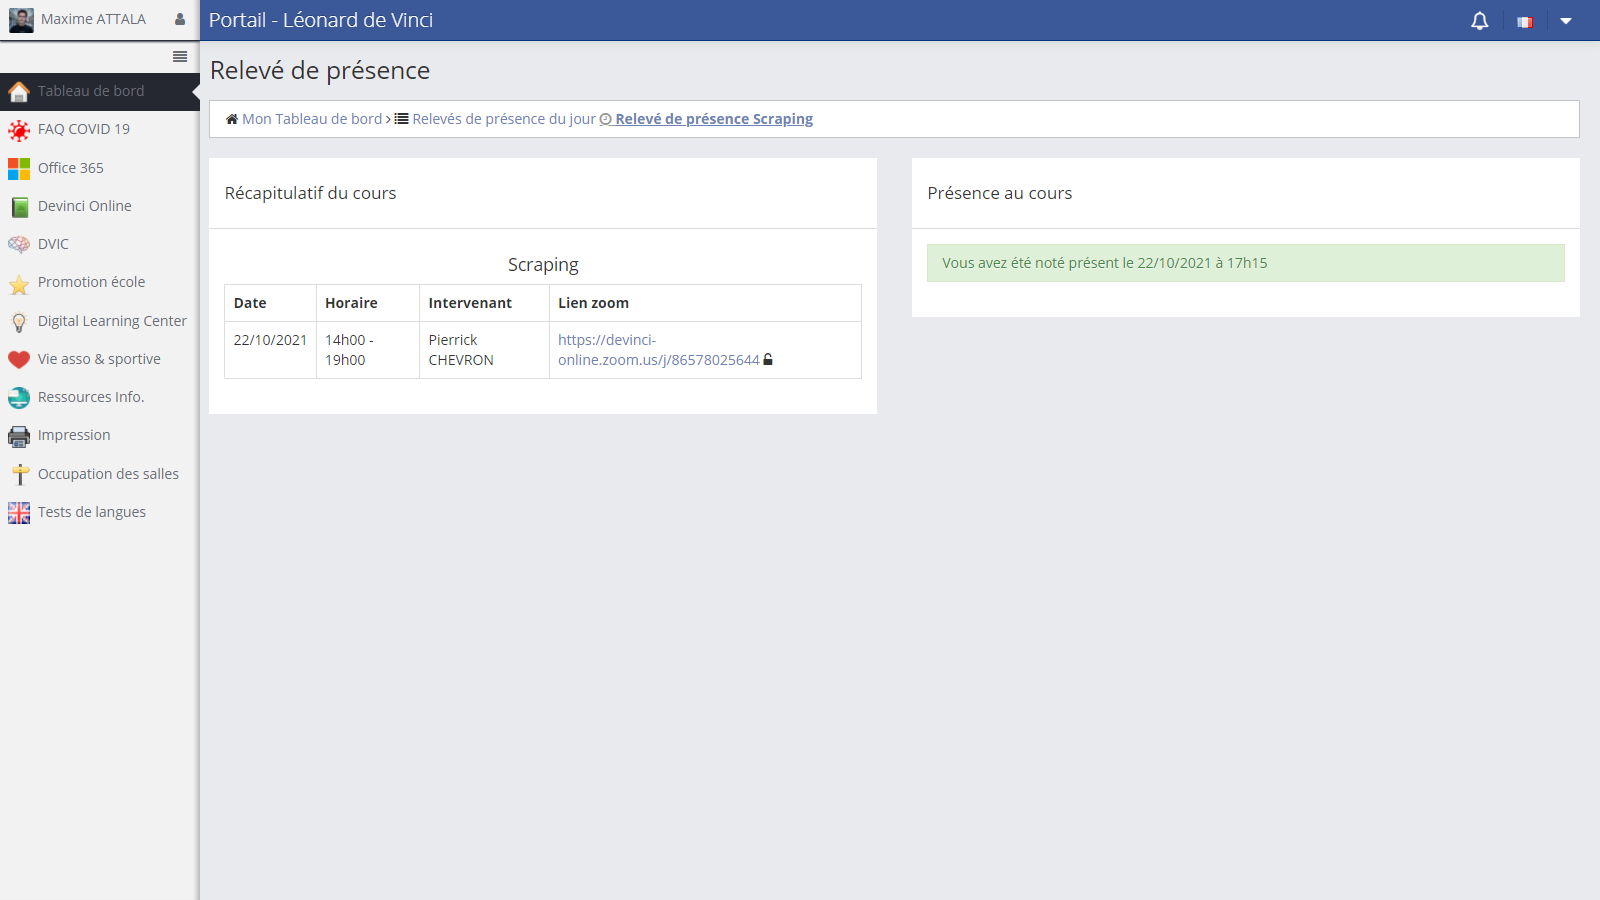 Maxime ATTALA
Portail - Léonard de Vinci
Tableau de bord
FAQ COVID 19
Office 365
Devinci Online
DVIC
Promotion école
Digital Learning Center
Vie asso & sportive
Ressources Info.
Impression
Occupation des salles
Tests de langues
Relevé de présence
Mon Tableau de bord > Relevés de présence du jour Relevé de présence Scraping
Récapitulatif du cours
Scraping
Date Horaire Intervenant Lien zoom
22/10/2021 14h00 - Pierrick https://devinci-
19h00 CHEVRON online.zoom.us/j/86578025644
Présence au cours
Vous avez été noté présent le 22/10/2021 à 17h15